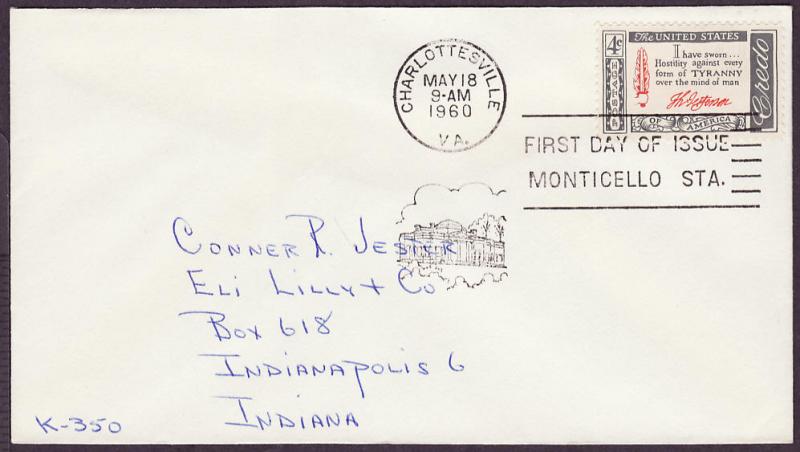 CHARLOTTESVILLE
MAY 18
9-AM
1960
VA.
4¢
POSTAGE
The UNITED STATES
I have sworn...
Hostility against every
form of TYRANNY
over the mind of man
Th Jefferson
OF AMERICA
Credo
FIRST DAY OF ISSUE
MONTICELLO STA.
CONNER R. JESTER
ELI LILLY + CO
BOX 618
INDIANAPOLIS 6
INDIANA
K-350